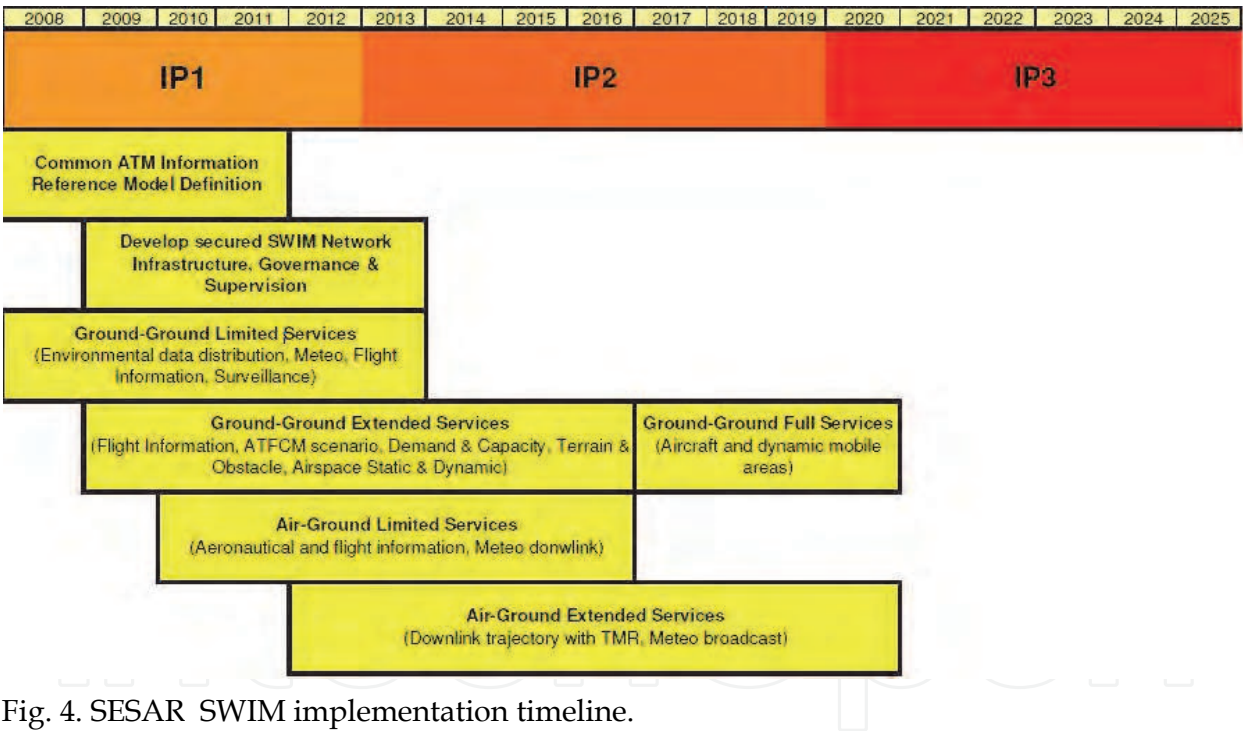 2008 2009 2010 2011 2012 2013 2014 2015 2016 2017 2018 2019 2020 2021 2022 2023 2024 2025
IP1 IP2 IP3
Common ATM Information
Reference Model Definition
Develop secured SWIM Network
Infrastructure, Governance &
Supervision
Ground-Ground Limited Services
(Environmental data distribution, Meteo, Flight
Information, Surveillance)
Ground-Ground Extended Services
(Flight Information, ATFCM scenario, Demand & Capacity, Terrain &
Obstacle, Airspace Static & Dynamic)
Ground-Ground Full Services
(Aircraft and dynamic mobile
areas)
Air-Ground Limited Services
(Aeronautical and flight information, Meteo donwlink)
Air-Ground Extended Services
(Downlink trajectory with TMR, Meteo broadcast)
Fig. 4. SESAR SWIM implementation timeline.